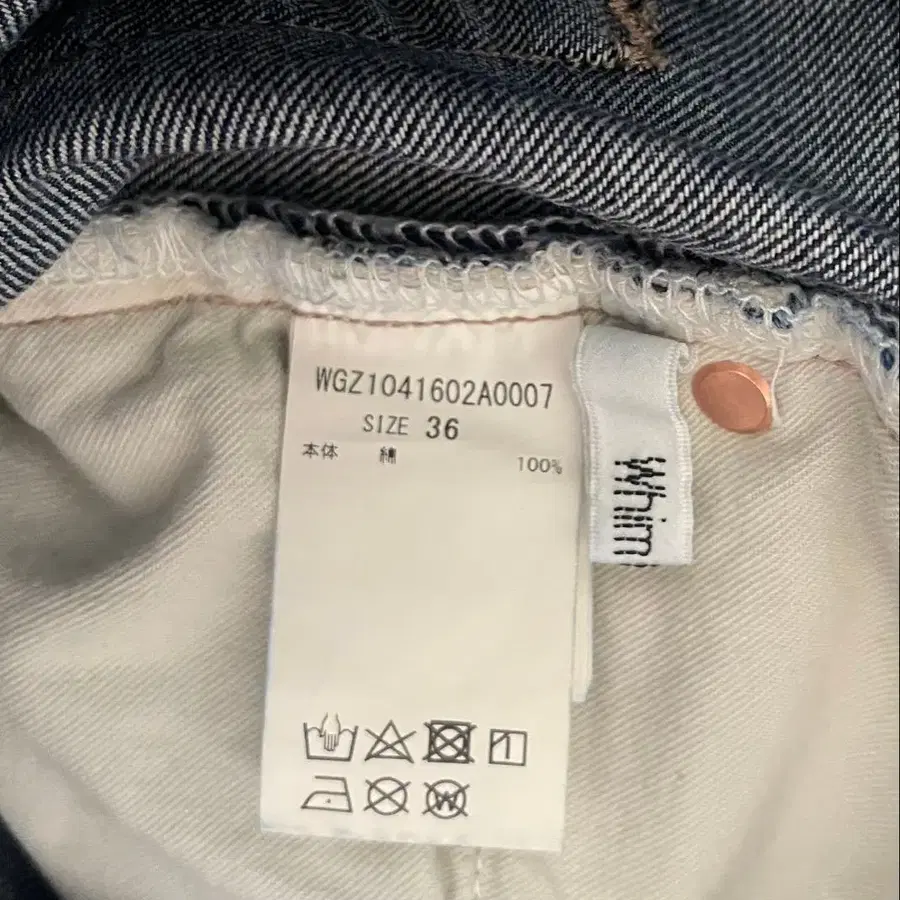 WGZ1041602A0007
SIZE 36
本体 綿 100%
Whim
W